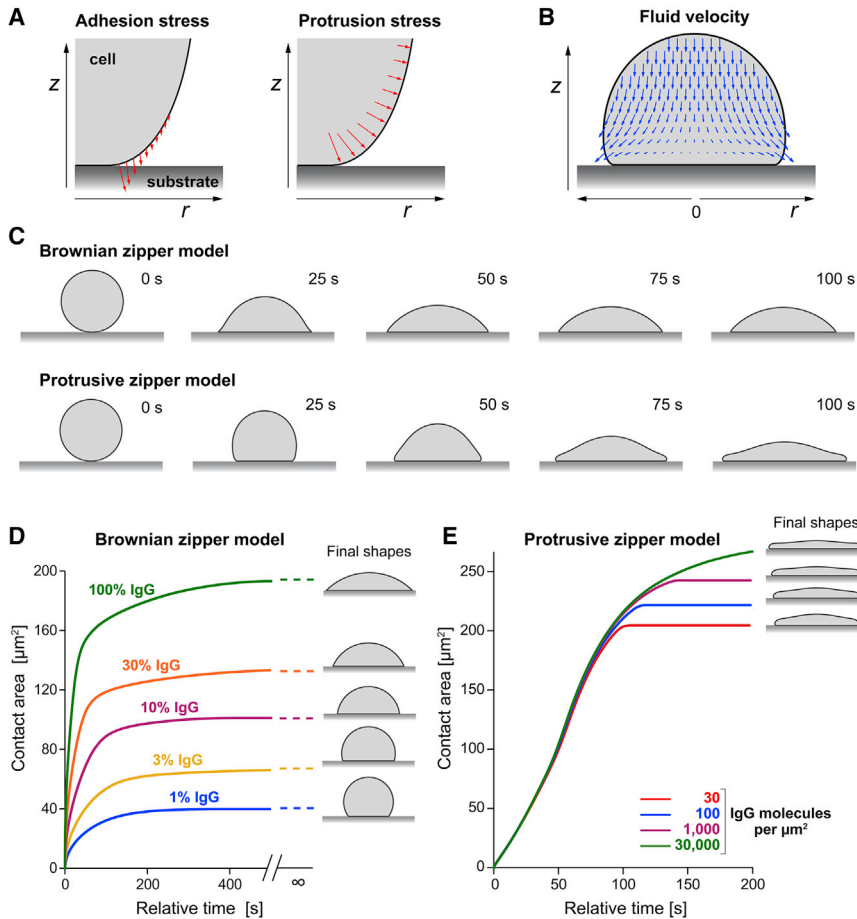 A
Adhesion stress
z
cell
substrate
r
Protrusion stress
z
r
B
Fluid velocity
z
0
r
C
Brownian zipper model
0 s
25 s
50 s
75 s
100 s
Protrusive zipper model
0 s
25 s
50 s
75 s
100 s
D
Brownian zipper model
Final shapes
Contact area [µm²]
200
160
120
80
40
0
100% IgG
30% IgG
10% IgG
3% IgG
1% IgG
0
200
400
∞
Relative time [s]
E
Protrusive zipper model
Final shapes
Contact area [µm²]
250
200
150
100
50
0
30
100
1,000
30,000
IgG molecules
per µm²
0
50
100
150
200
Relative time [s]